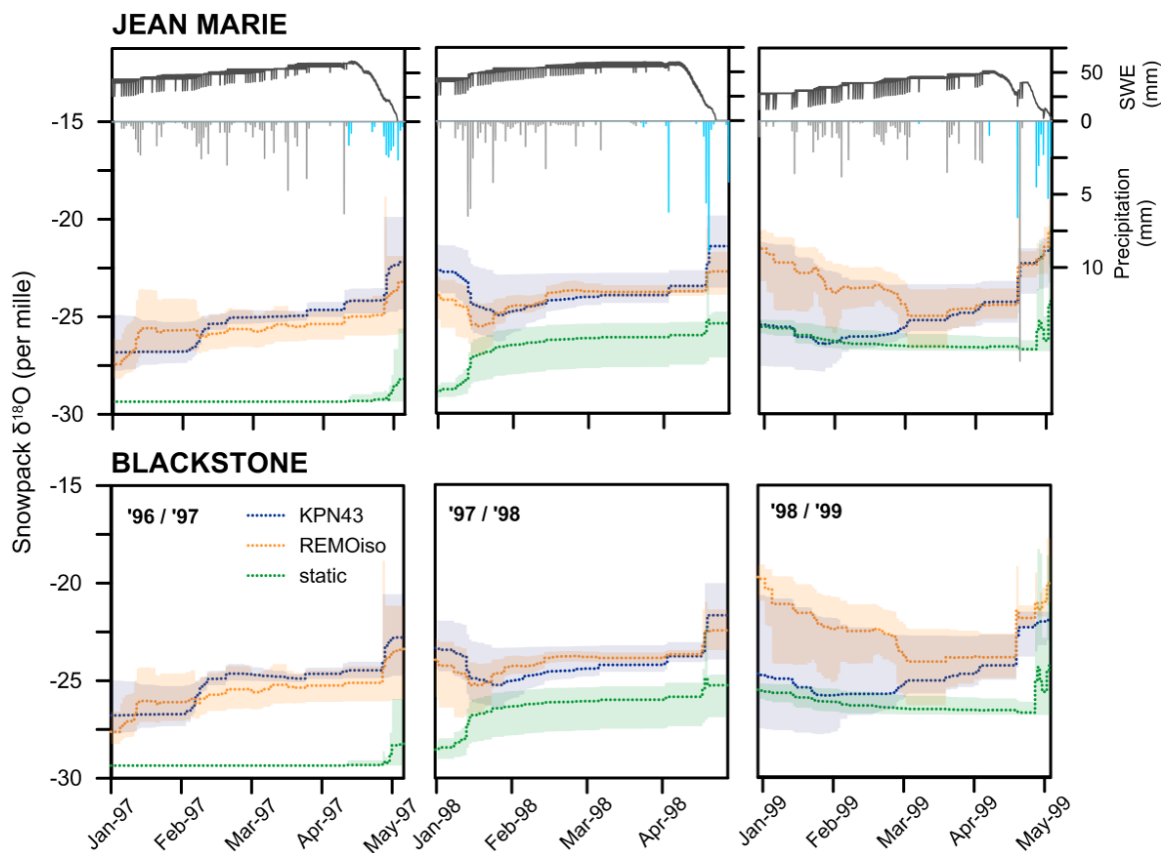 JEAN MARIE
-15
-20
-25
-30
50
0
SWE
(mm)
5
10
Precipitation
(mm)
Snowpack δ¹⁸O (per mille)
BLACKSTONE
-15
-20
-25
-30
'96 / '97
KPN43
REMOiso
static
'97 / '98
'98 / '99
Jan-97
Feb-97
Mar-97
Apr-97
May-97
Jan-98
Feb-98
Mar-98
Apr-98
Jan-99
Feb-99
Mar-99
Apr-99
May-99